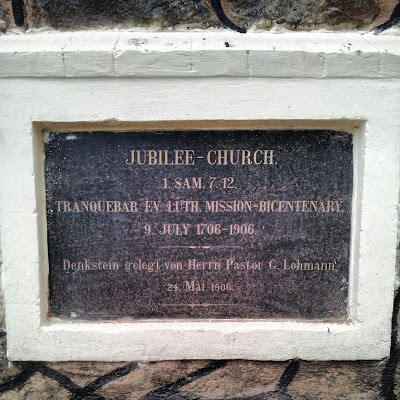 JUBILEE-CHURCH.
1. SAM. 7. 12.
TRANQUEBAR EV. LUTH. MISSION-BICENTENARY.
9. JULY 1706-1906.
Denkstein gelegt von Herrn Pastor G. Lohmann
24. Mai 1906.